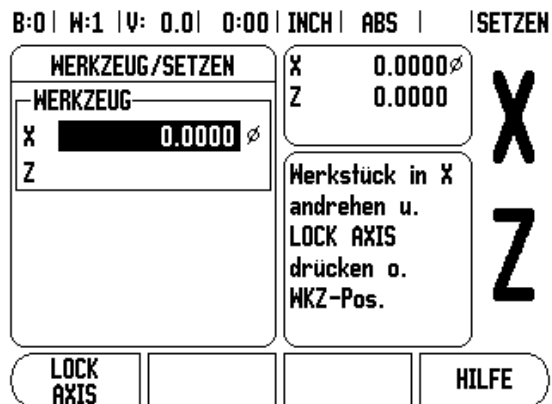 B:0 | W:1 | V: 0.0 | 0:00 | INCH | ABS | | SETZEN
WERKZEUG/SETZEN
WERKZEUG
X 0.0000 ⌀
Z
X 0.0000⌀
Z 0.0000
Werkstück in X
andrehen u.
LOCK AXIS
drücken o.
WKZ-Pos.
X
Z
LOCK
AXIS
HILFE